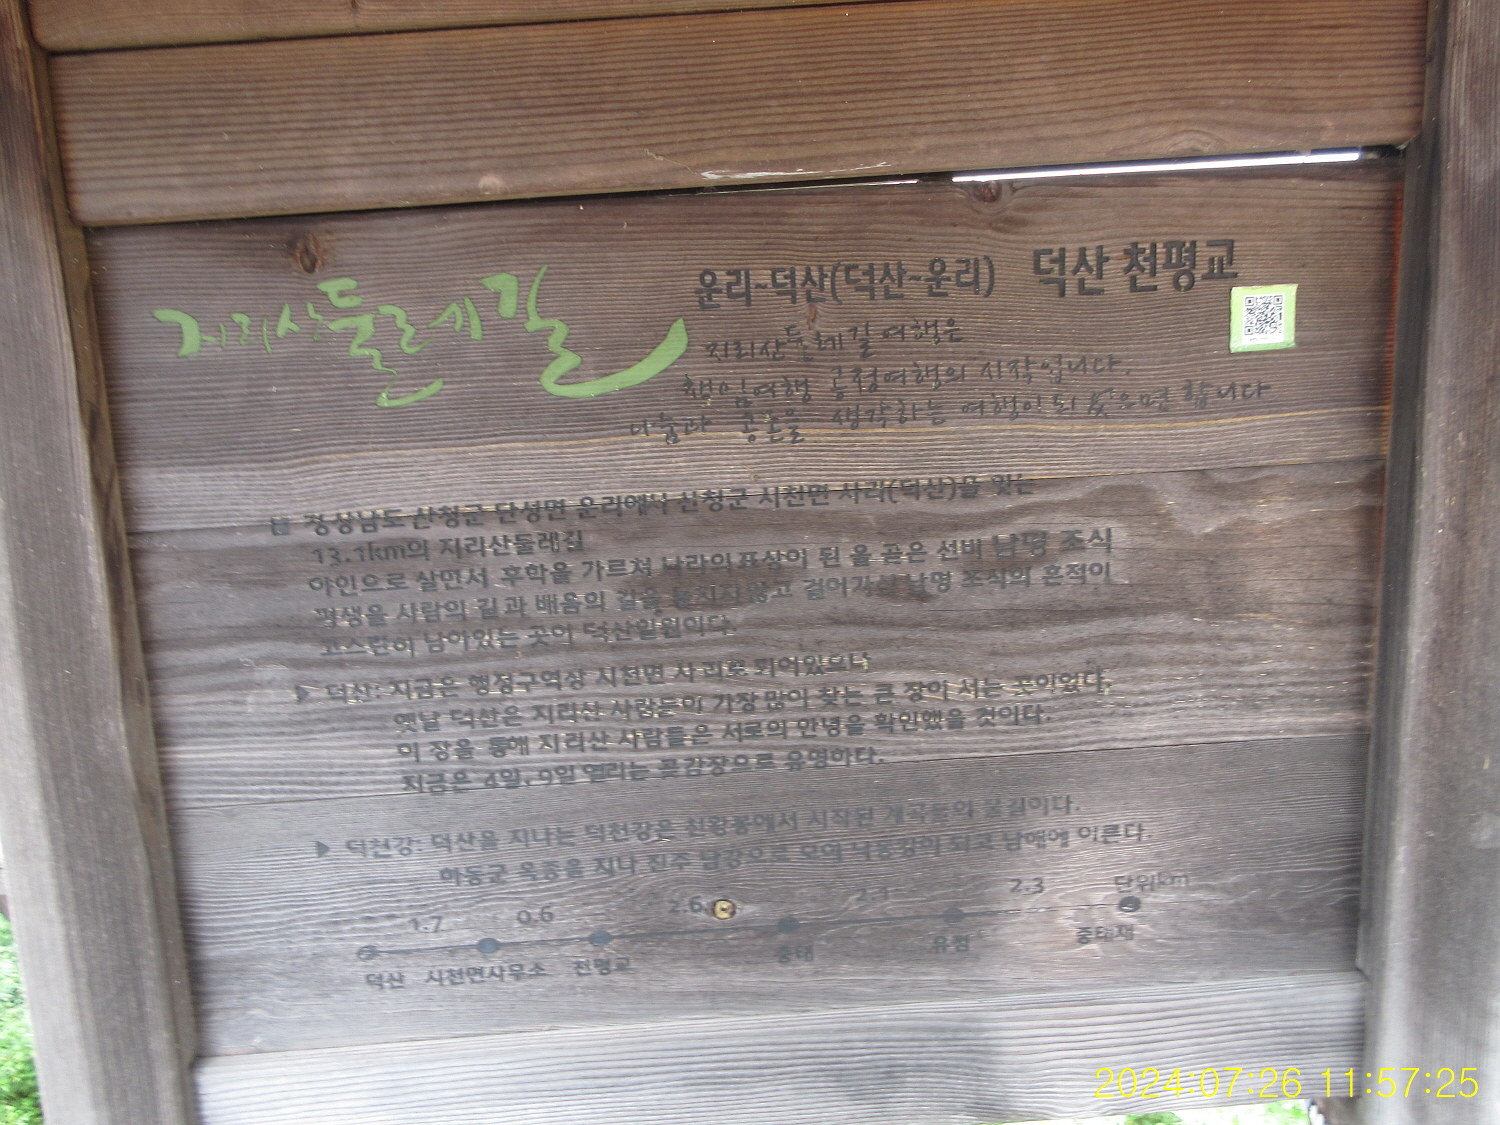 지리산둘레길
운리~덕산(덕산~운리) 덕산 천평교
지리산둘레길 여행은
책임여행 공정여행의 시작입니다.
나눔과 공존을 생각하는 여행이 되었으면 합니다
경상남도 산청군 단성면 운리에서 산청군 시천면 사리(덕산)을 잇는
13.1km의 지리산둘레길
야인으로 살면서 후학을 가르쳐 나라의 표상이 된 올 곧은 선비 남명 조식
평생을 사람의 길과 배움의 길을 걸어가신 남명 조식의 흔적이
고스란히 남아있는 곳이 덕산일원이다.
▶ 덕산: 지금은 행정구역상 시천면 사리로 되어있으나
옛날 덕산은 지리산 사람들이 가장 많이 찾는 큰 장이 서는 곳이었다.
이 장을 통해 지리산 사람들은 서로의 안녕을 확인했을 것이다.
지금은 4일, 9일 열리는 곶감장으로 유명하다.
▶ 덕천강: 덕산을 지나는 덕천강은 천왕봉에서 시작된 계곡들의 물길이다.
하동군 옥종을 지나 진주 남강으로 모여 낙동강이 되고 남해에 이른다.
1.7 0.6 2.6 2.1 2.3 단위km
덕산 시천면사무소 천평교 중태 유점 중태재
2024:07:26 11:57:25